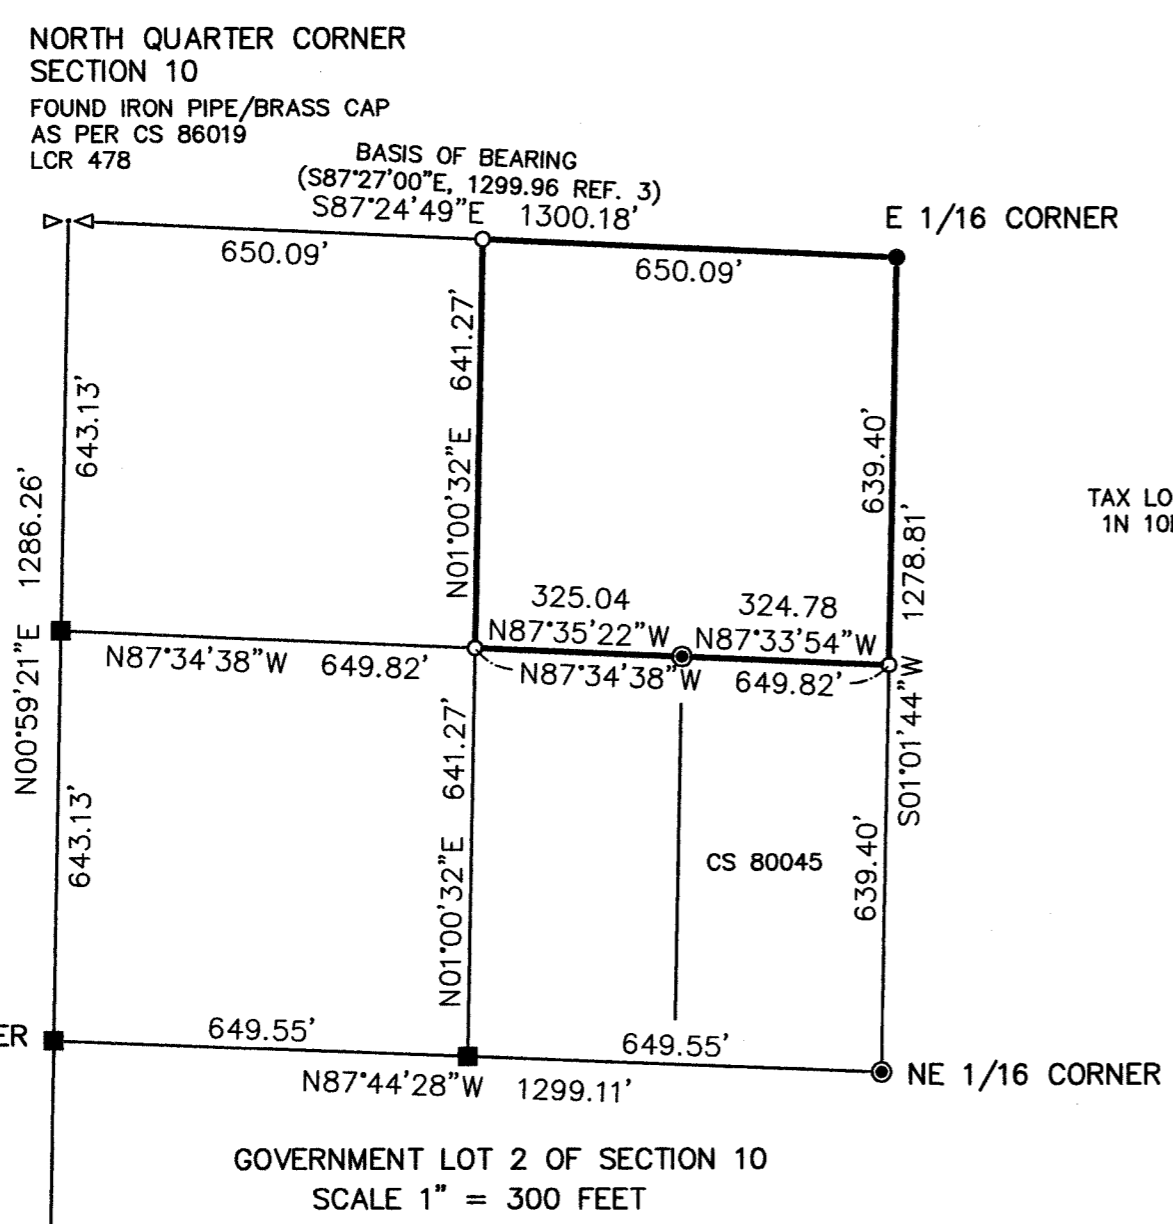 NORTH QUARTER CORNER
SECTION 10
FOUND IRON PIPE/BRASS CAP
AS PER CS 86019
LCR 478
BASIS OF BEARING
(S87°27'00"E, 1299.96 REF. 3)
S87°24'49"E 1300.18'
E 1/16 CORNER
650.09'
650.09'
643.13'
N01°00'32"E 641.27'
639.40'
N00°59'21"E 1286.26'
TAX LO
1N 10
S01°01'44"W 1278.81'
325.04
324.78
N87°35'22"W
N87°33'54"W
N87°34'38"W 649.82'
N87°34'38"W 649.82'
643.13'
N01°00'32"E 641.27'
CS 80045
639.40'
ER
649.55'
649.55'
NE 1/16 CORNER
N87°44'28"W 1299.11'
GOVERNMENT LOT 2 OF SECTION 10
SCALE 1" = 300 FEET